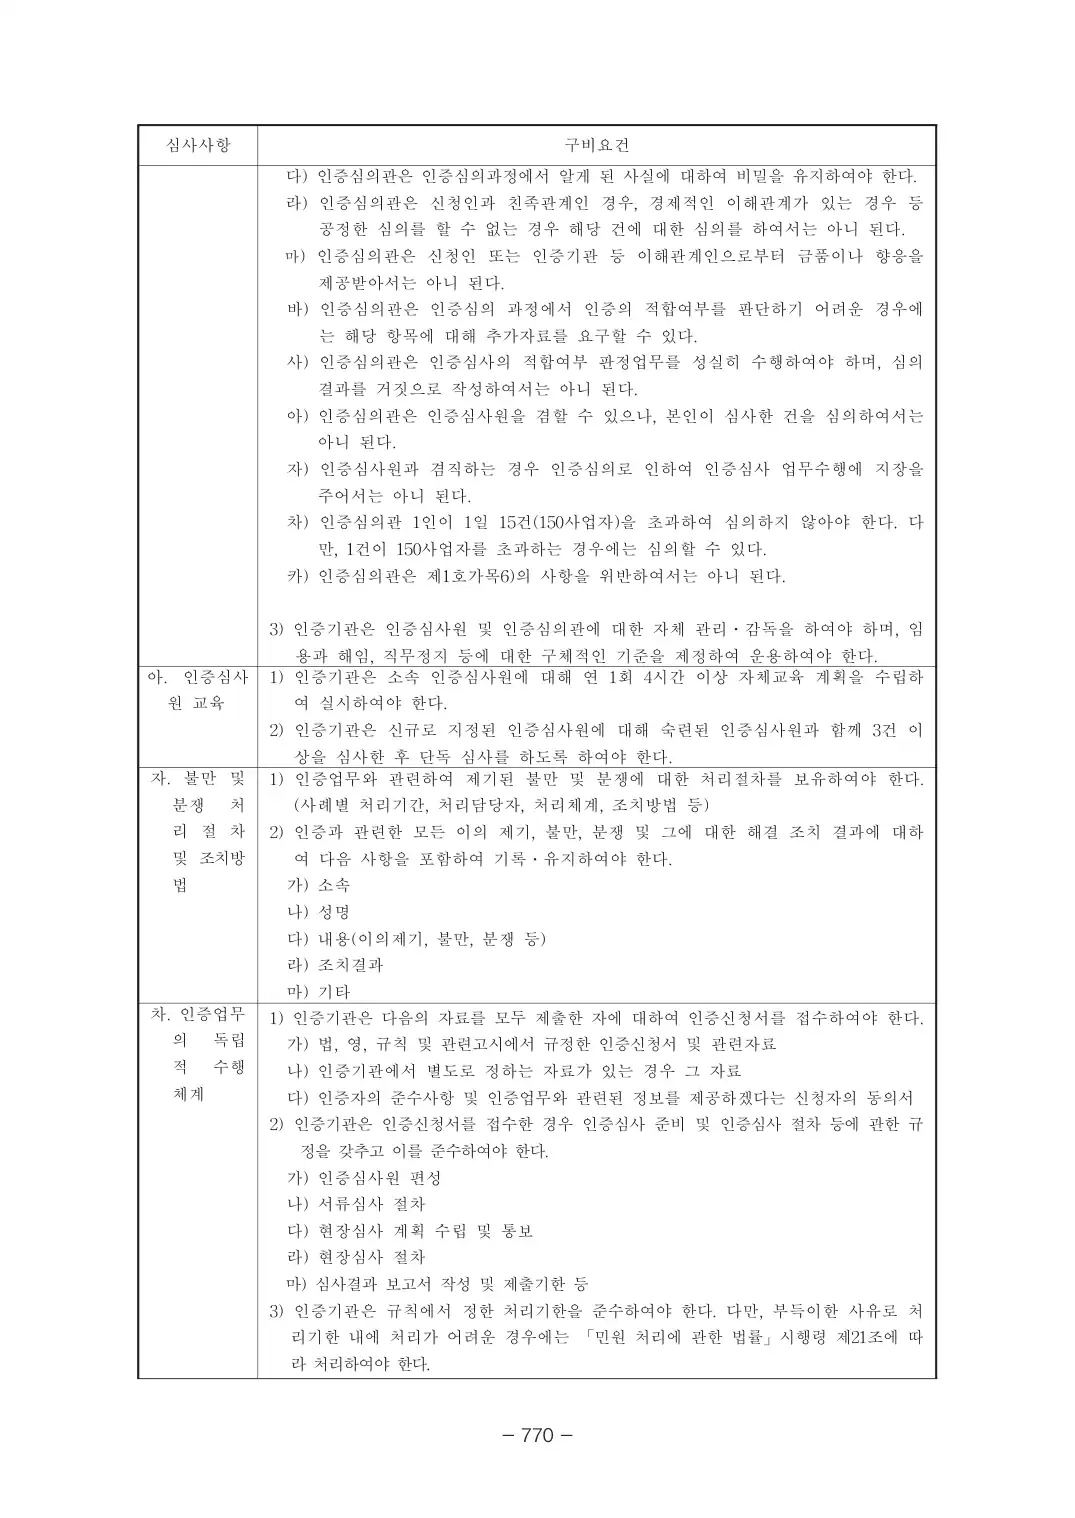 심사사항
구비요건
다) 인증심의관은 인증심의과정에서 알게 된 사실에 대하여 비밀을 유지하여야 한다.
라) 인증심의관은 신청인과 친족관계인 경우, 경제적인 이해관계가 있는 경우 등
공정한 심의를 할 수 없는 경우 해당 건에 대한 심의를 하여서는 아니 된다.
마) 인증심의관은 신청인 또는 인증기관 등 이해관계인으로부터 금품이나 향응을
제공받아서는 아니 된다.
바) 인증심의관은 인증심의 과정에서 인증의 적합여부를 판단하기 어려운 경우에
는 해당 항목에 대해 추가자료를 요구할 수 있다.
사) 인증심의관은 인증심사의 적합여부 판정업무를 성실히 수행하여야 하며, 심의
결과를 거짓으로 작성하여서는 아니 된다.
아) 인증심의관은 인증심사원을 겸할 수 있으나, 본인이 심사한 건을 심의하여서는
아니 된다.
자) 인증심사원과 겸직하는 경우 인증심의로 인하여 인증심사 업무수행에 지장을
주어서는 아니 된다.
차) 인증심의관 1인이 1일 15건(150사업자)을 초과하여 심의하지 않아야 한다. 다
만, 1건이 150사업자를 초과하는 경우에는 심의할 수 있다.
카) 인증심의관은 제1호가목6)의 사항을 위반하여서는 아니 된다.
3) 인증기관은 인증심사원 및 인증심의관에 대한 자체 관리·감독을 하여야 하며, 임
용과 해임, 직무정지 등에 대한 구체적인 기준을 제정하여 운용하여야 한다.
아. 인증심사
원 교육
1) 인증기관은 소속 인증심사원에 대해 연 1회 4시간 이상 자체교육 계획을 수립하
여 실시하여야 한다.
2) 인증기관은 신규로 지정된 인증심사원에 대해 숙련된 인증심사원과 함께 3건 이
상을 심사한 후 단독 심사를 하도록 하여야 한다.
자. 불만 및
분쟁 처
리 절 차
및 조치방
법
1) 인증업무와 관련하여 제기된 불만 및 분쟁에 대한 처리절차를 보유하여야 한다.
(사례별 처리기간, 처리담당자, 처리체계, 조치방법 등)
2) 인증과 관련한 모든 이의 제기, 불만, 분쟁 및 그에 대한 해결 조치 결과에 대하
여 다음 사항을 포함하여 기록·유지하여야 한다.
가) 소속
나) 성명
다) 내용(이의제기, 불만, 분쟁 등)
라) 조치결과
마) 기타
차. 인증업무
의 독립
적 수행
체계
1) 인증기관은 다음의 자료를 모두 제출한 자에 대하여 인증신청서를 접수하여야 한다.
가) 법, 영, 규칙 및 관련고시에서 규정한 인증신청서 및 관련자료
나) 인증기관에서 별도로 정하는 자료가 있는 경우 그 자료
다) 인증자의 준수사항 및 인증업무와 관련된 정보를 제공하겠다는 신청자의 동의서
2) 인증기관은 인증신청서를 접수한 경우 인증심사 준비 및 인증심사 절차 등에 관한 규
정을 갖추고 이를 준수하여야 한다.
가) 인증심사원 편성
나) 서류심사 절차
다) 현장심사 계획 수립 및 통보
라) 현장심사 절차
마) 심사결과 보고서 작성 및 제출기한 등
3) 인증기관은 규칙에서 정한 처리기한을 준수하여야 한다. 다만, 부득이한 사유로 처
리기한 내에 처리가 어려운 경우에는 「민원 처리에 관한 법률」시행령 제21조에 따
라 처리하여야 한다.
- 770 -